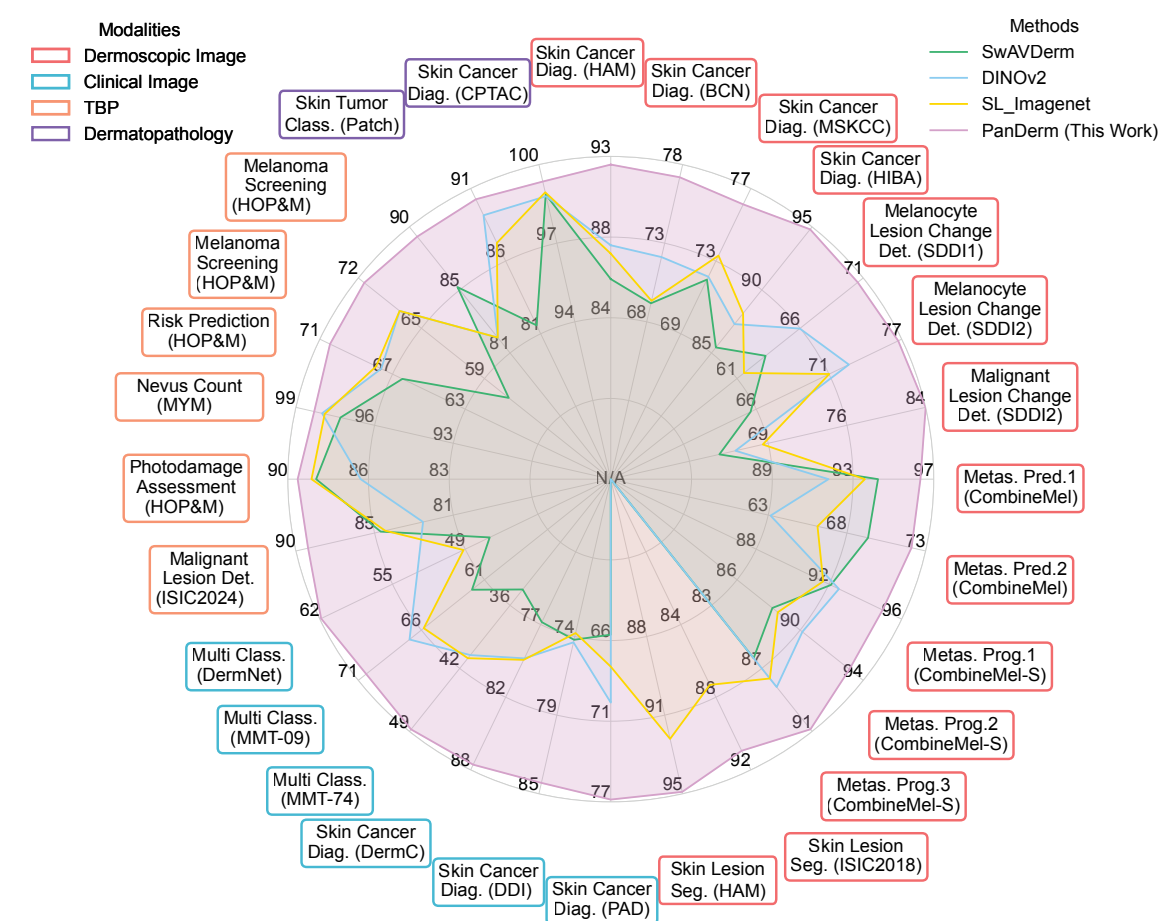 Modalities
Dermoscopic Image
Clinical Image
TBP
Dermatopathology
Methods
SwAVDerm
DINOv2
SL_Imagenet
PanDerm (This Work)
Skin Cancer
Diag. (HAM)
Skin Cancer
Diag. (BCN)
Skin Cancer
Diag. (MSKCC)
Skin Cancer
Diag. (HIBA)
Melanocyte
Lesion Change
Det. (SDDI1)
Melanocyte
Lesion Change
Det. (SDDI2)
Malignant
Lesion Change
Det. (SDDI2)
Metas. Pred.1
(CombineMel)
Metas. Pred.2
(CombineMel)
Metas. Prog.1
(CombineMel-S)
Metas. Prog.2
(CombineMel-S)
Metas. Prog.3
(CombineMel-S)
Skin Lesion
Seg. (ISIC2018)
Skin Lesion
Seg. (HAM)
Skin Cancer
Diag. (PAD)
Skin Cancer
Diag. (DDI)
Skin Cancer
Diag. (DermC)
Multi Class.
(MMT-74)
Multi Class.
(MMT-09)
Multi Class.
(DermNet)
Malignant
Lesion Det.
(ISIC2024)
Photodamage
Assessment
(HOP&M)
Nevus Count
(MYM)
Risk Prediction
(HOP&M)
Melanoma
Screening
(HOP&M)
Melanoma
Screening
(HOP&M)
Skin Tumor
Class. (Patch)
Skin Cancer
Diag. (CPTAC)
93
88
84
78
73
68
77
73
69
95
90
85
71
66
61
77
71
66
84
76
69
97
93
89
73
68
63
96
92
88
94
90
86
91
87
83
92
88
84
95
91
88
77
71
66
85
79
74
88
82
77
49
42
36
71
66
61
62
55
49
90
85
81
90
86
83
99
96
93
71
67
63
72
65
59
90
85
81
91
86
81
100
97
94
N/A